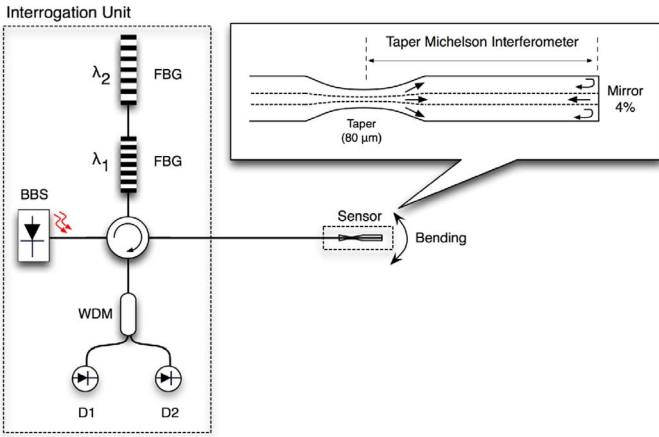 Interrogation Unit
λ2
FBG
λ1
FBG
BBS
WDM
D1
D2
Taper Michelson Interferometer
Taper
(80 µm)
Mirror
4%
Sensor
Bending